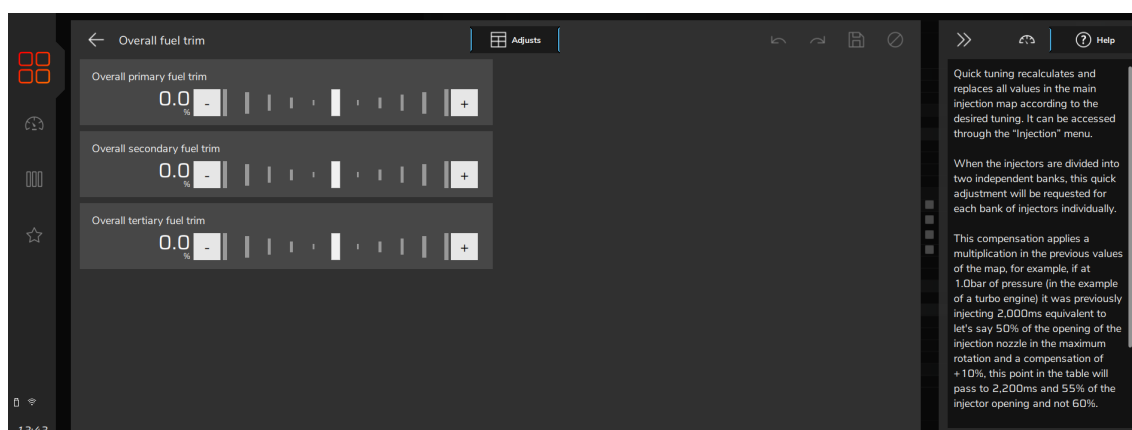 Overall fuel trim
Adjusts
Help
Overall primary fuel trim
0.0
%
-
+
Overall secondary fuel trim
0.0
%
-
+
Overall tertiary fuel trim
0.0
%
-
+
Quick tuning recalculates and
replaces all values in the main
injection map according to the
desired tuning. It can be accessed
through the “Injection” menu.
When the injectors are divided into
two independent banks, this quick
adjustment will be requested for
each bank of injectors individually.
This compensation applies a
multiplication in the previous values
of the map, for example, if at
1.0bar of pressure (in the example
of a turbo engine) it was previously
injecting 2,000ms equivalent to
let's say 50% of the opening of the
injection nozzle in the maximum
rotation and a compensation of
+10%, this point in the table will
pass to 2,200ms and 55% of the
injector opening and not 60%.